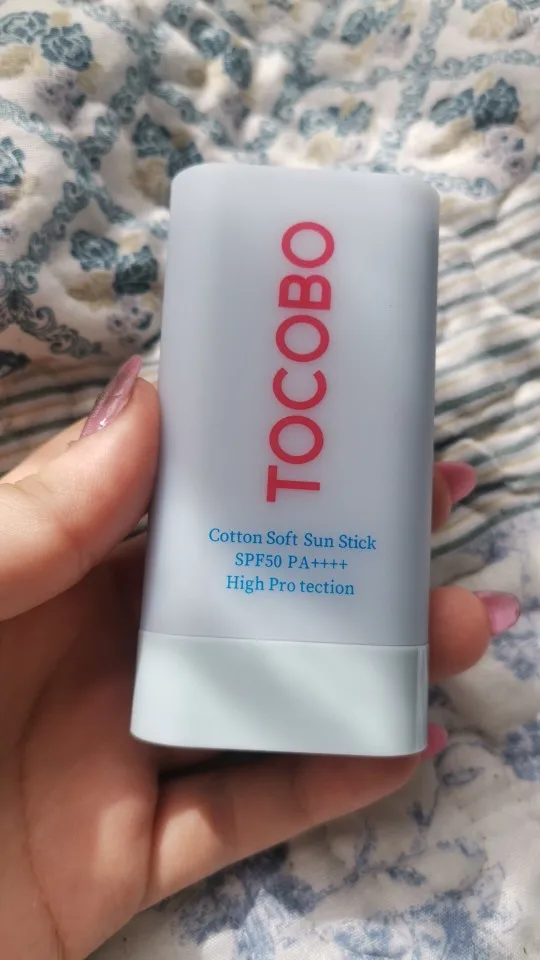 TOCOBO
Cotton Soft Sun Stick
SPF50 PA++++
High Pro tection